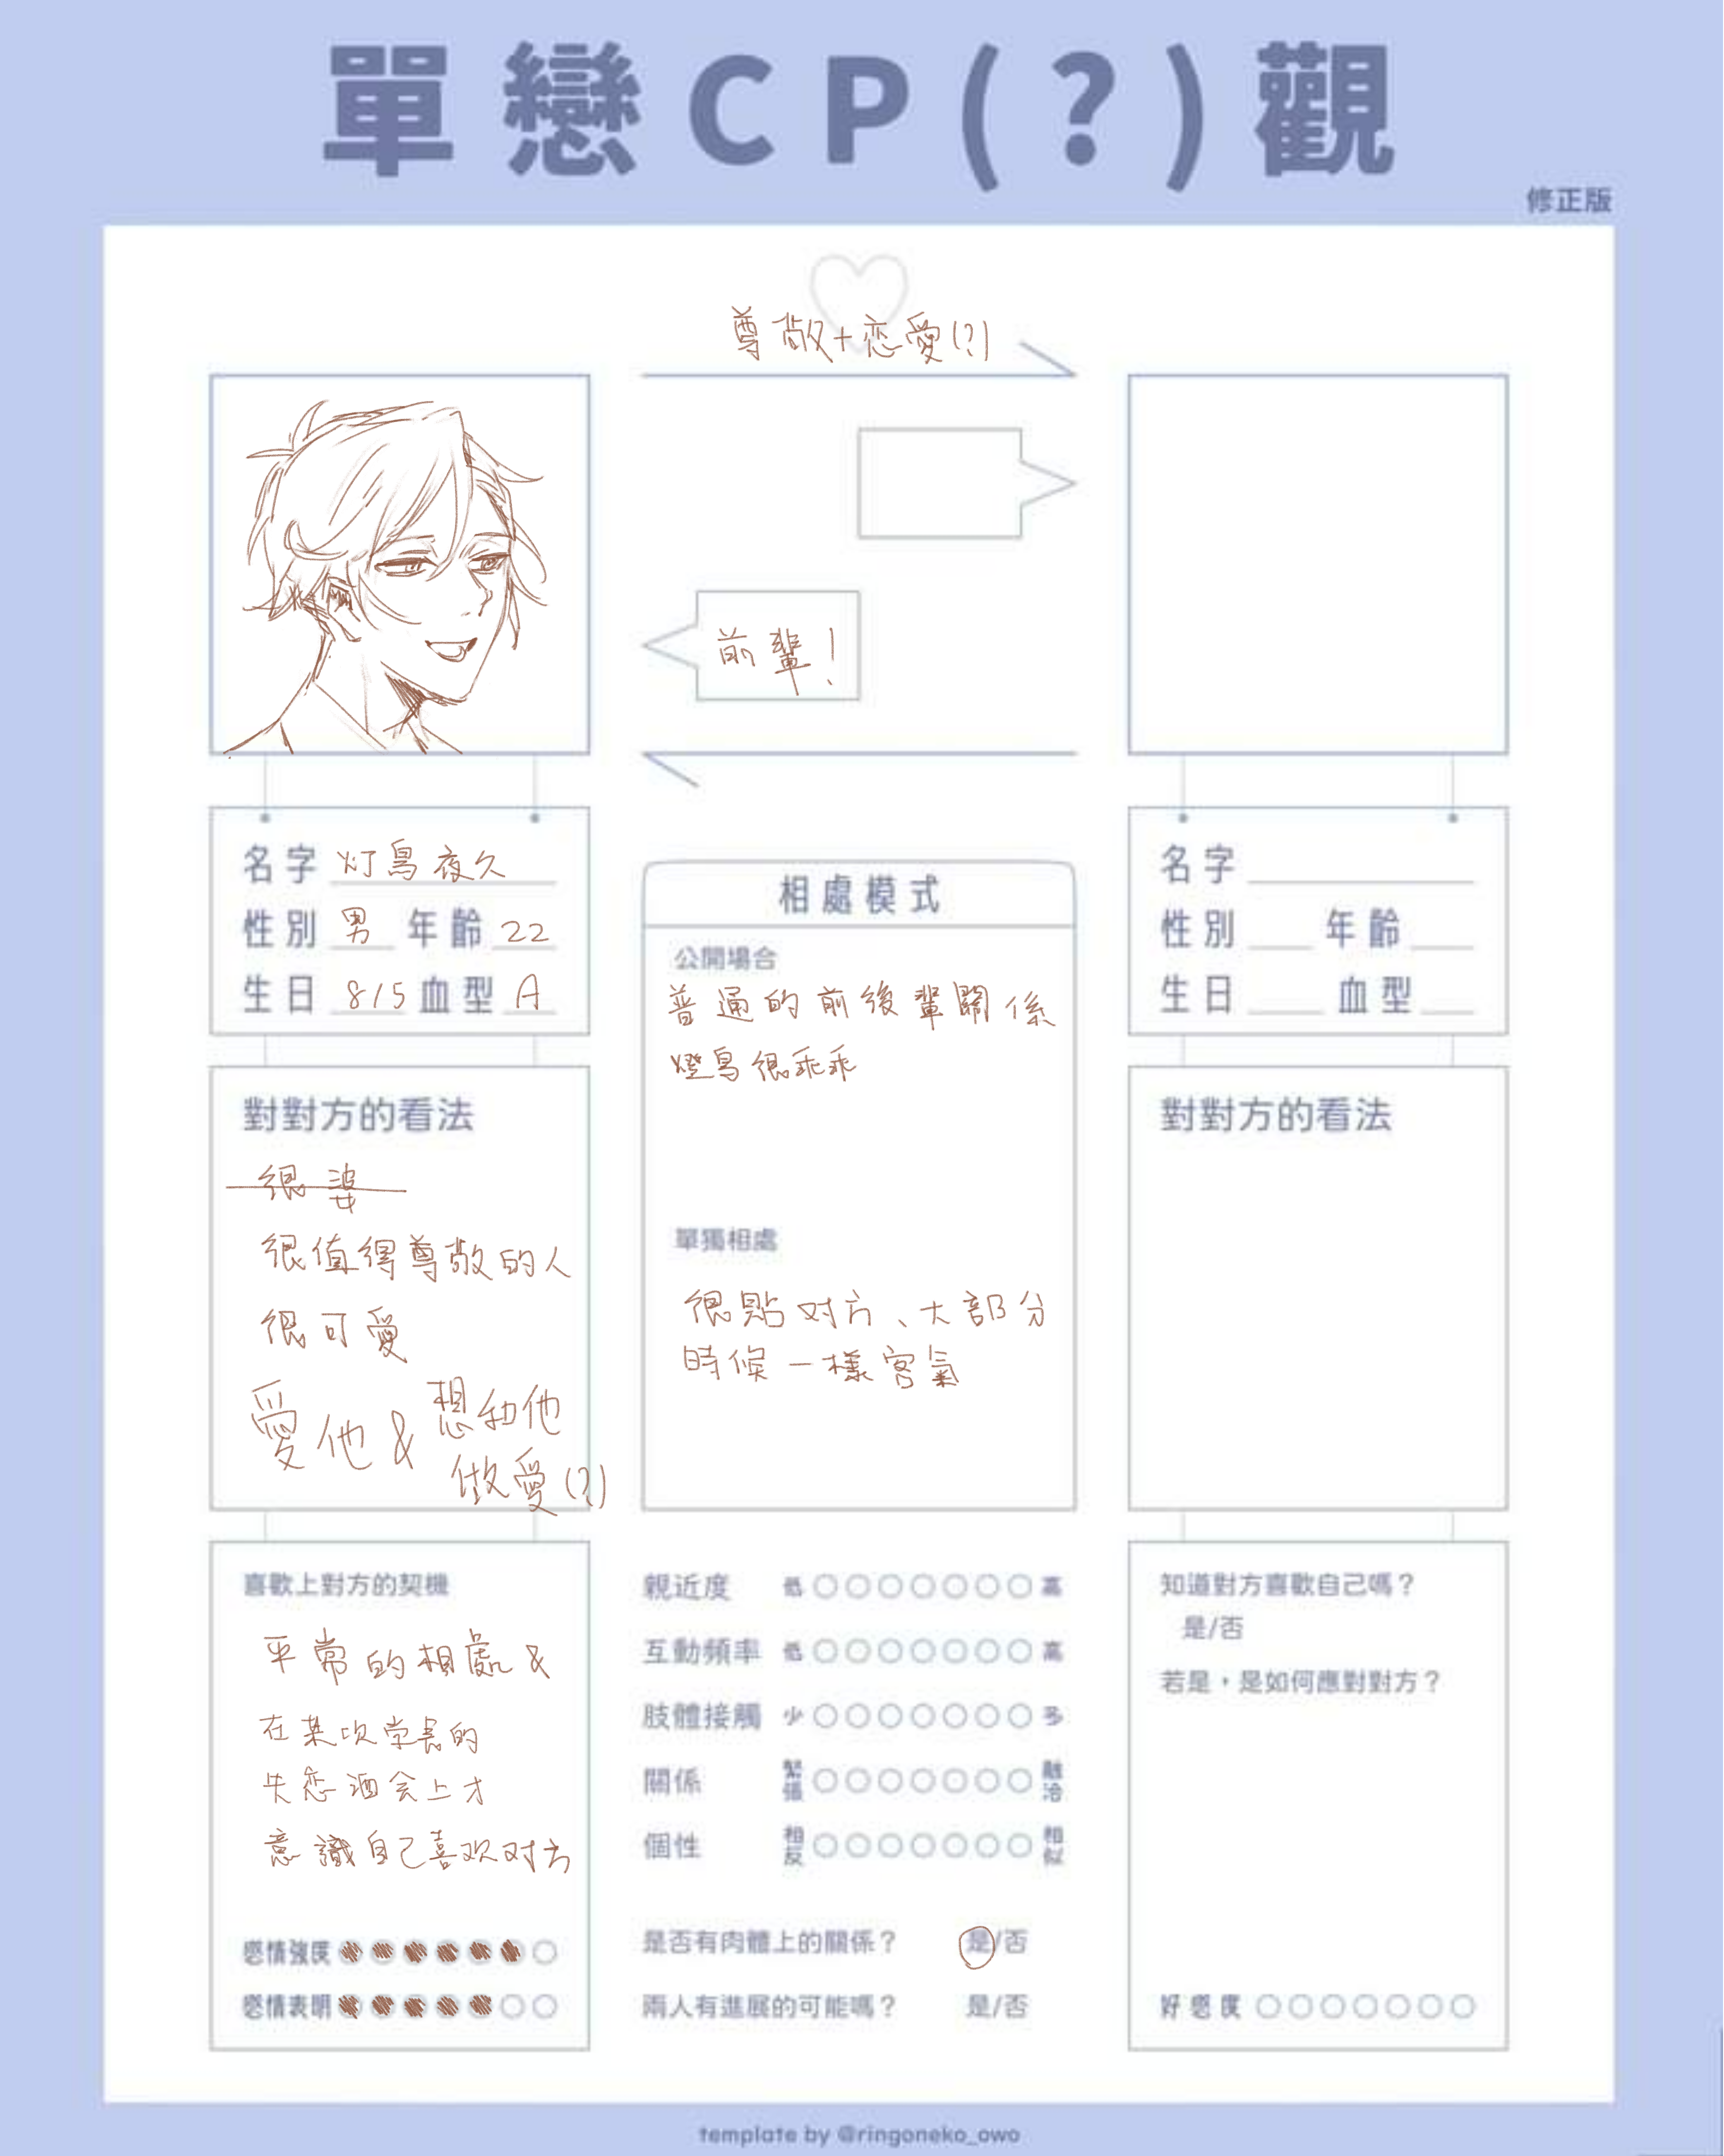 單戀CP(?)觀
修正版
尊敬+恋愛(?)
前輩!
名字 灯鳥夜久
性別 男 年齡 22
生日 8/5 血型 A
對對方的看法
很婆
很值得尊敬的人
很可愛
愛他&想和他
做愛(?)
喜歡上對方的契機
平常的相處&
在某次学長的
失恋酒会上才
意識自己喜欢对方
感情強度
感情表明
相處模式
公開場合
普通的前後輩關係
燈鳥很乖乖
單獨相處
很黏对方、大部分
時候一樣客氣
親近度 低 高
互動頻率 低 高
肢體接觸 少 多
關係 緊張 融洽
個性 相反 相似
是否有肉體上的關係? 是/否
兩人有進展的可能嗎? 是/否
名字
性別 年齡
生日 血型
對對方的看法
知道對方喜歡自己嗎?
是/否
若是,是如何應對對方?
好感度
template by @ringoneko_owo